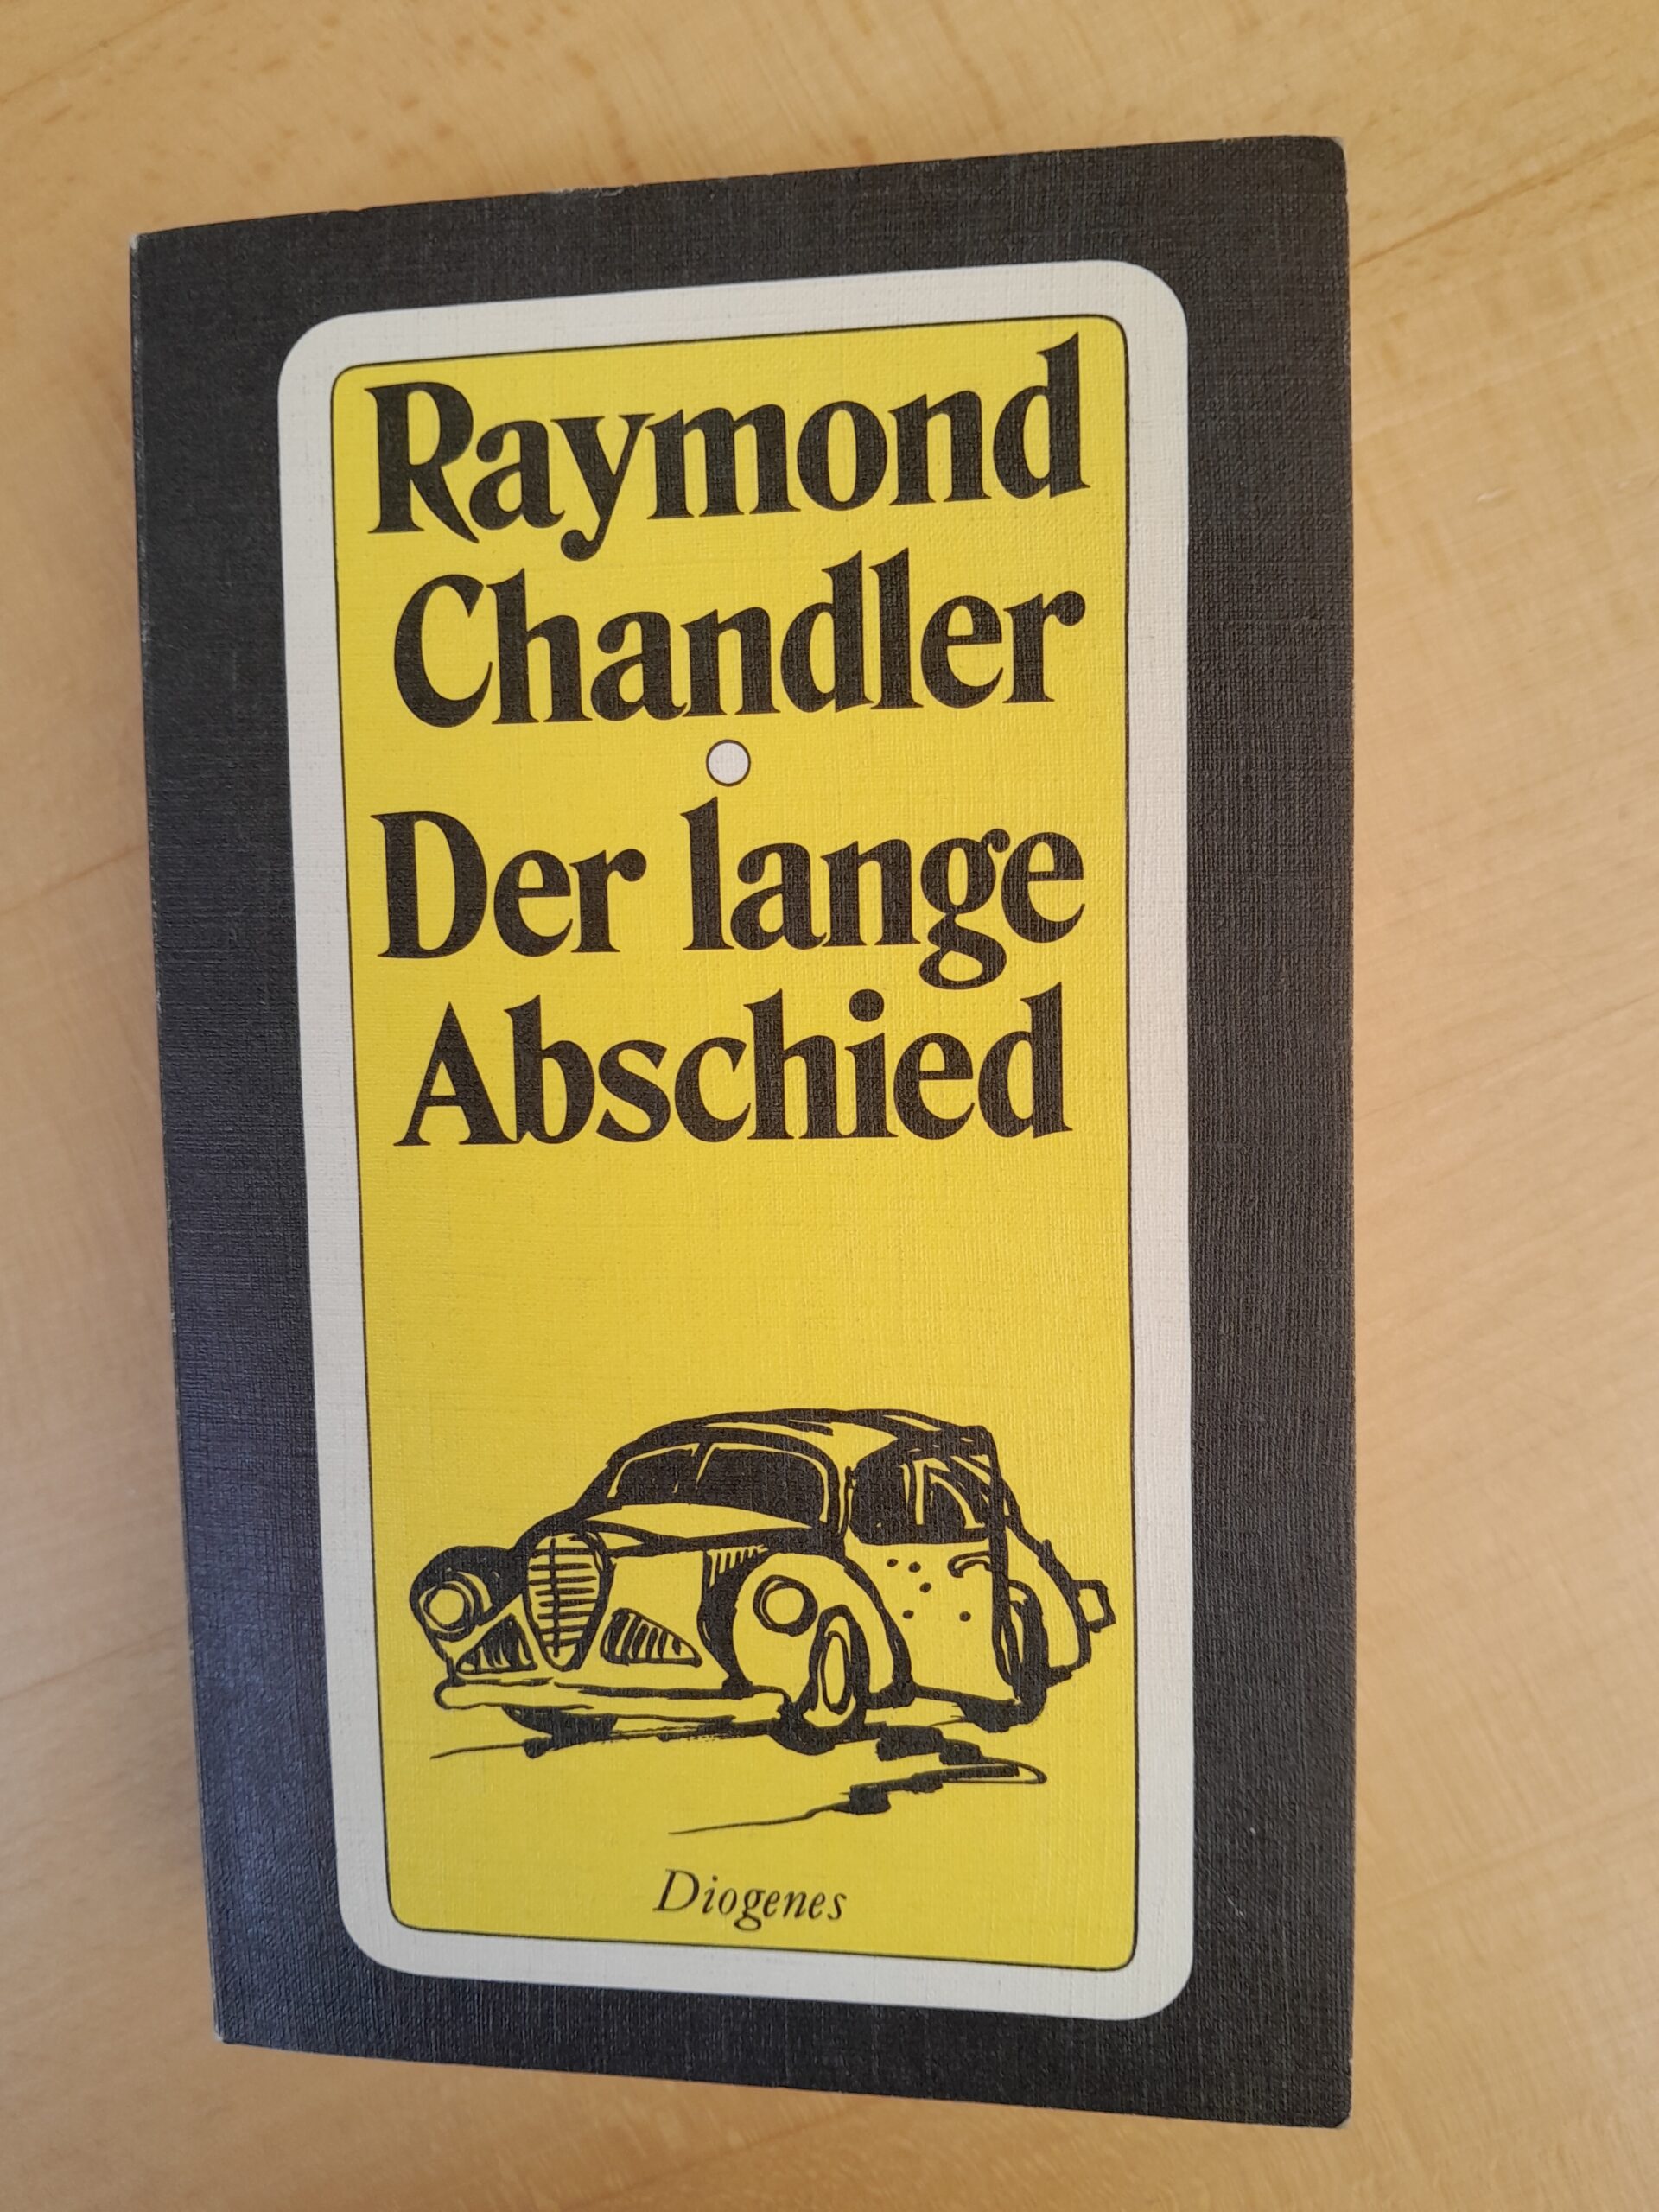 Raymond
Chandler
Der lange
Abschied
Diogenes